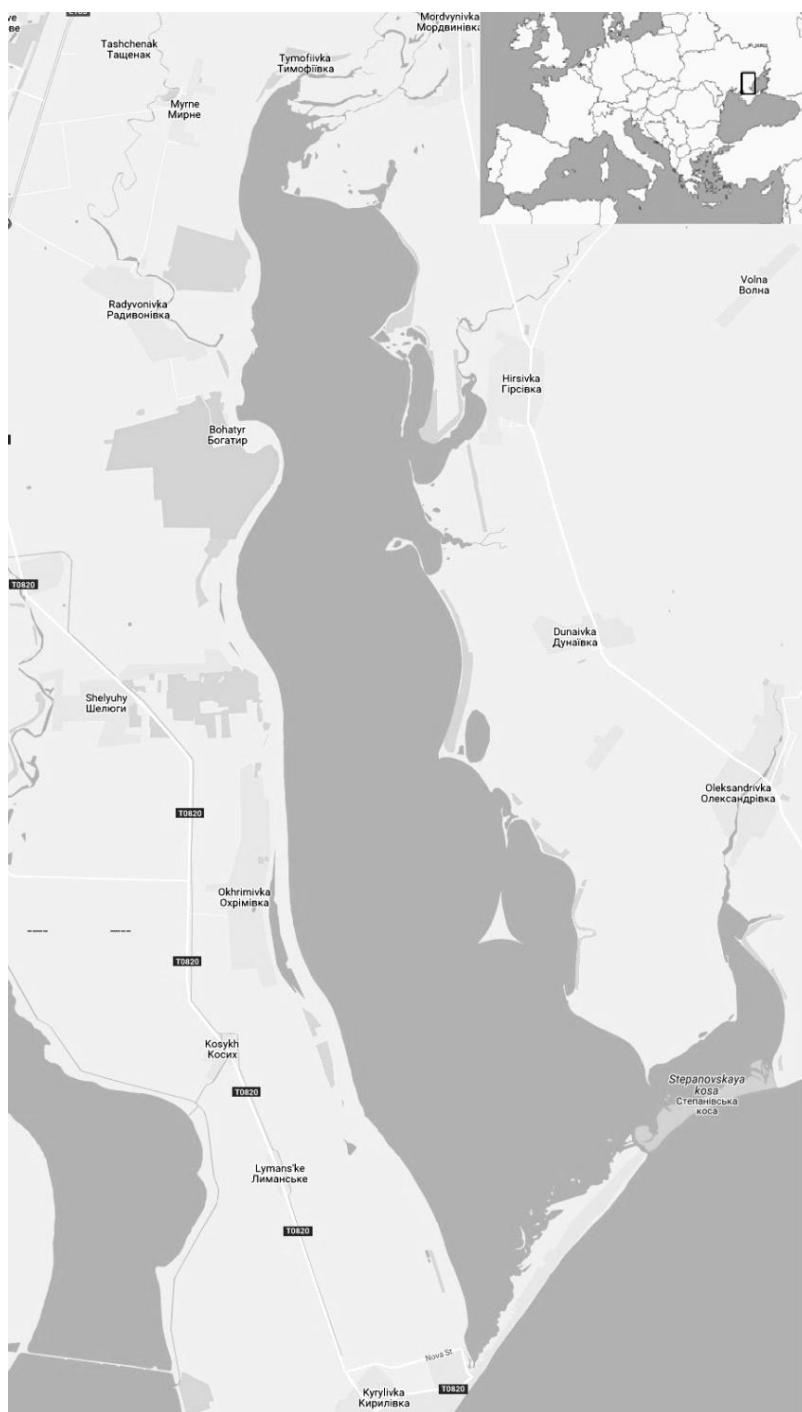 Tashchenak
Тащенак
Mordvynivka
Мордвинівка
Tymofiivka
Тимофіївка
Myrne
Мирне
Volna
Волна
Radyvonivka
Радивонівка
Hirsivka
Гірсівка
Bohatyr
Богатир
T0820
Dunaivka
Дунаївка
Shelyuhy
Шелюги
Oleksandrivka
Олександрівка
T0820
Okhrimivka
Охрімівка
T0820
Kosykh
Косих
Stepanovskaya
kosa
Степанівська
коса
T0820
Lymans'ke
Лиманське
T0820
Nova St
Kyrylivka
Кирилівка
T0820